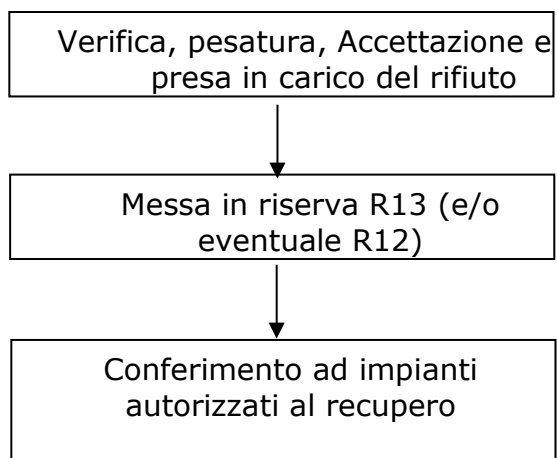 Verifica, pesatura, Accettazione e
presa in carico del rifiuto
Messa in riserva R13 (e/o
eventuale R12)
Conferimento ad impianti
autorizzati al recupero